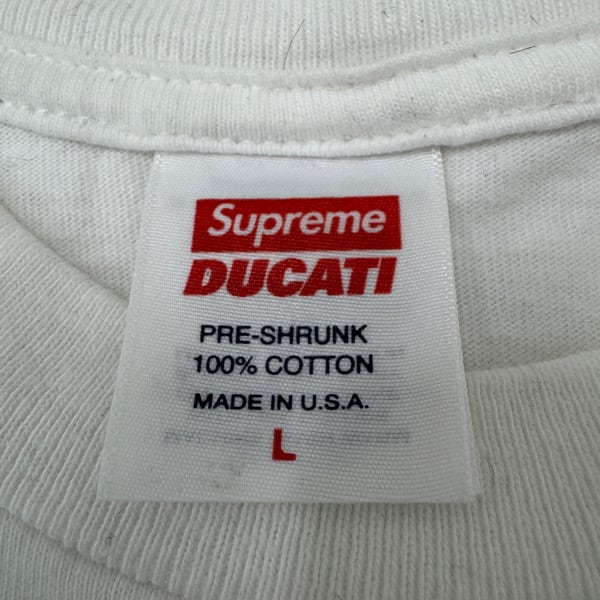 Supreme
DUCATI
PRE-SHRUNK
100% COTTON
MADE IN U.S.A.
L